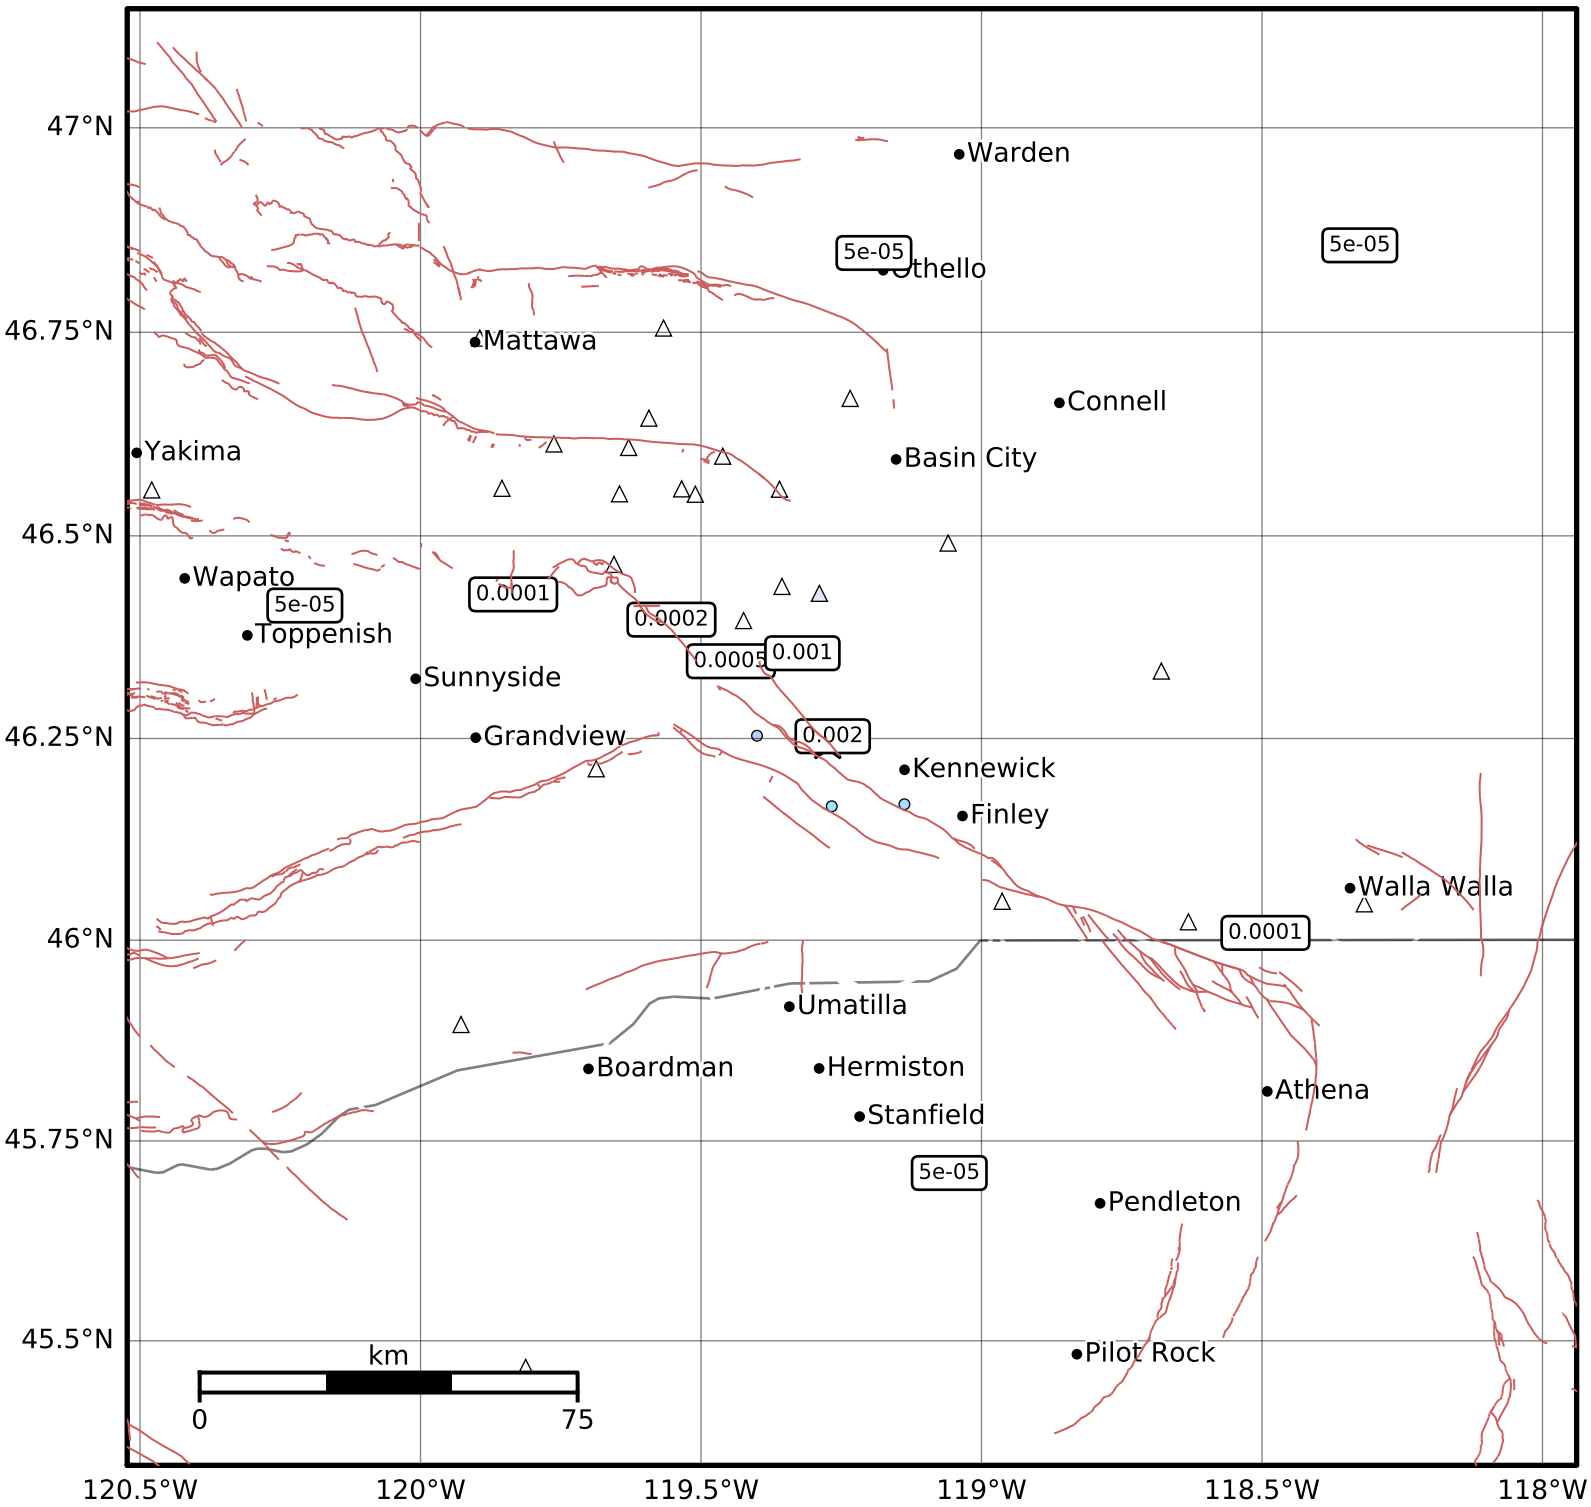 47°N
Warden
5e-05
5e-05
Othello
46.75°N
Mattawa
Connell
Yakima
Basin City
46.5°N
Wapato
0.0001
5e-05
0.0002
Toppenish
0.0005
0.001
Sunnyside
46.25°N
Grandview
0.002
Kennewick
Finley
Walla Walla
46°N
0.0001
Umatilla
Boardman
Hermiston
Athena
Stanfield
45.75°N
5e-05
Pendleton
45.5°N
Pilot Rock
km
0
75
120.5°W
120°W
119.5°W
119°W
118.5°W
118°W